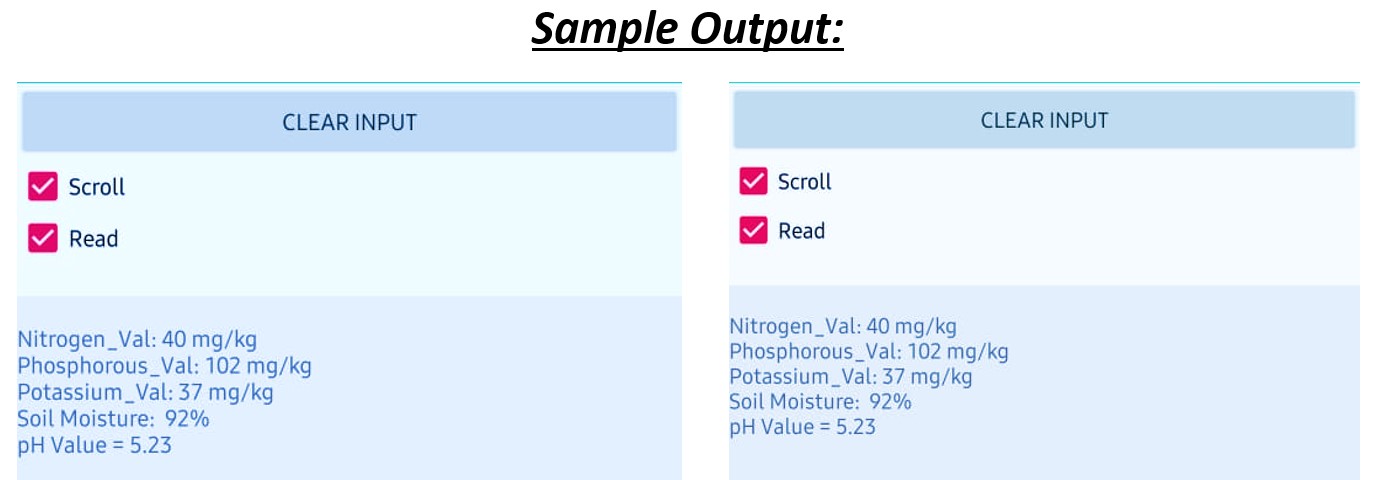 Sample Output:
CLEAR INPUT
Scroll
Read
Nitrogen_Val: 40 mg/kg
Phosphorous_Val: 102 mg/kg
Potassium_Val: 37 mg/kg
Soil Moisture:  92%
pH Value = 5.23
CLEAR INPUT
Scroll
Read
Nitrogen_Val: 40 mg/kg
Phosphorous_Val: 102 mg/kg
Potassium_Val: 37 mg/kg
Soil Moisture:  92%
pH Value = 5.23